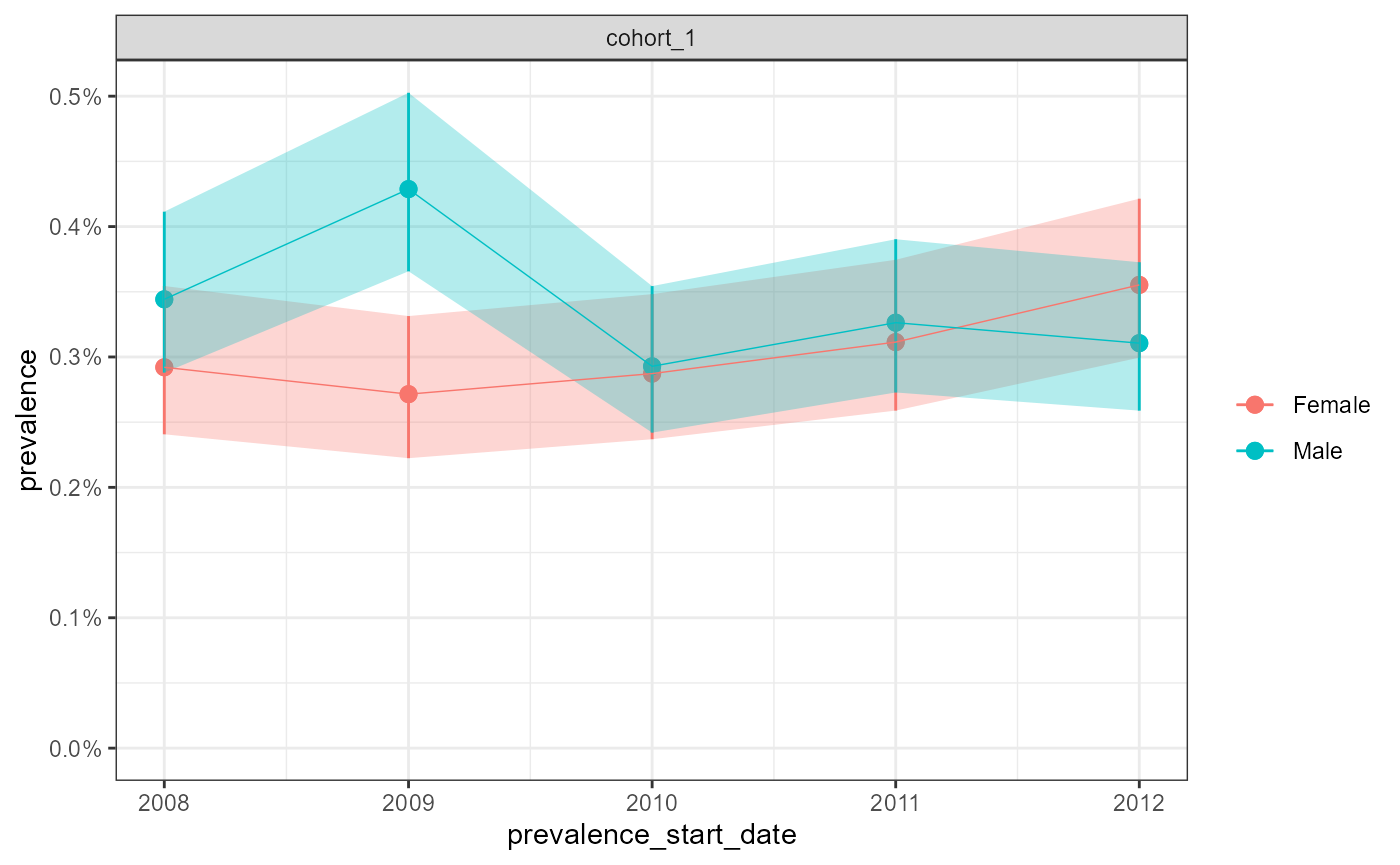 cohort_1
prevalence
0.5%
0.4%
0.3%
0.2%
0.1%
0.0%
2008 2009 2010 2011 2012
prevalence_start_date
Female
Male